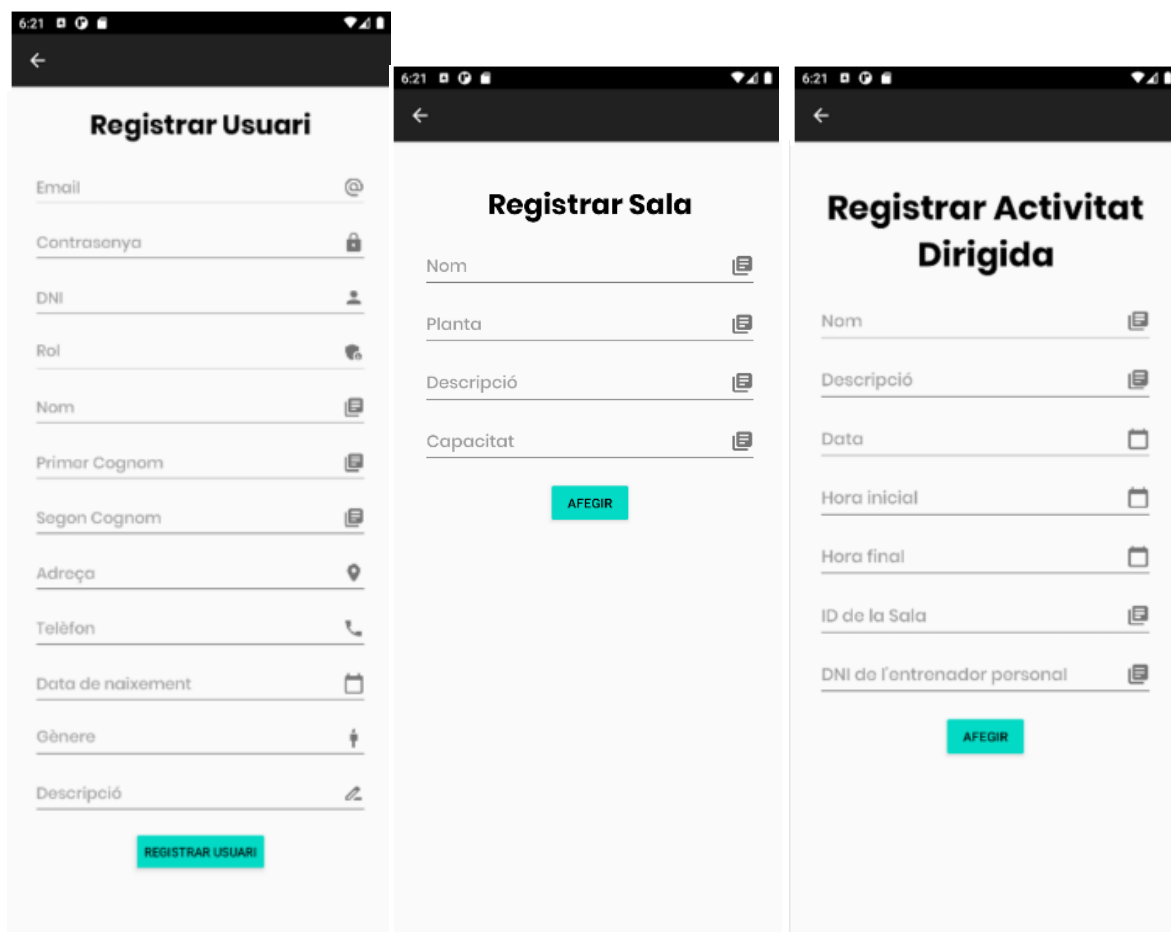 6:21
Registrar Usuari
Email
Contrasenya
DNI
Rol
Nom
Primer Cognom
Segon Cognom
Adreça
Telèfon
Data de naixement
Gènere
Descripció
REGISTRAR USUARI
6:21
Registrar Sala
Nom
Planta
Descripció
Capacitat
AFEGIR
6:21
Registrar Activitat
Dirigida
Nom
Descripció
Data
Hora inicial
Hora final
ID de la Sala
DNI de l'entrenador personal
AFEGIR